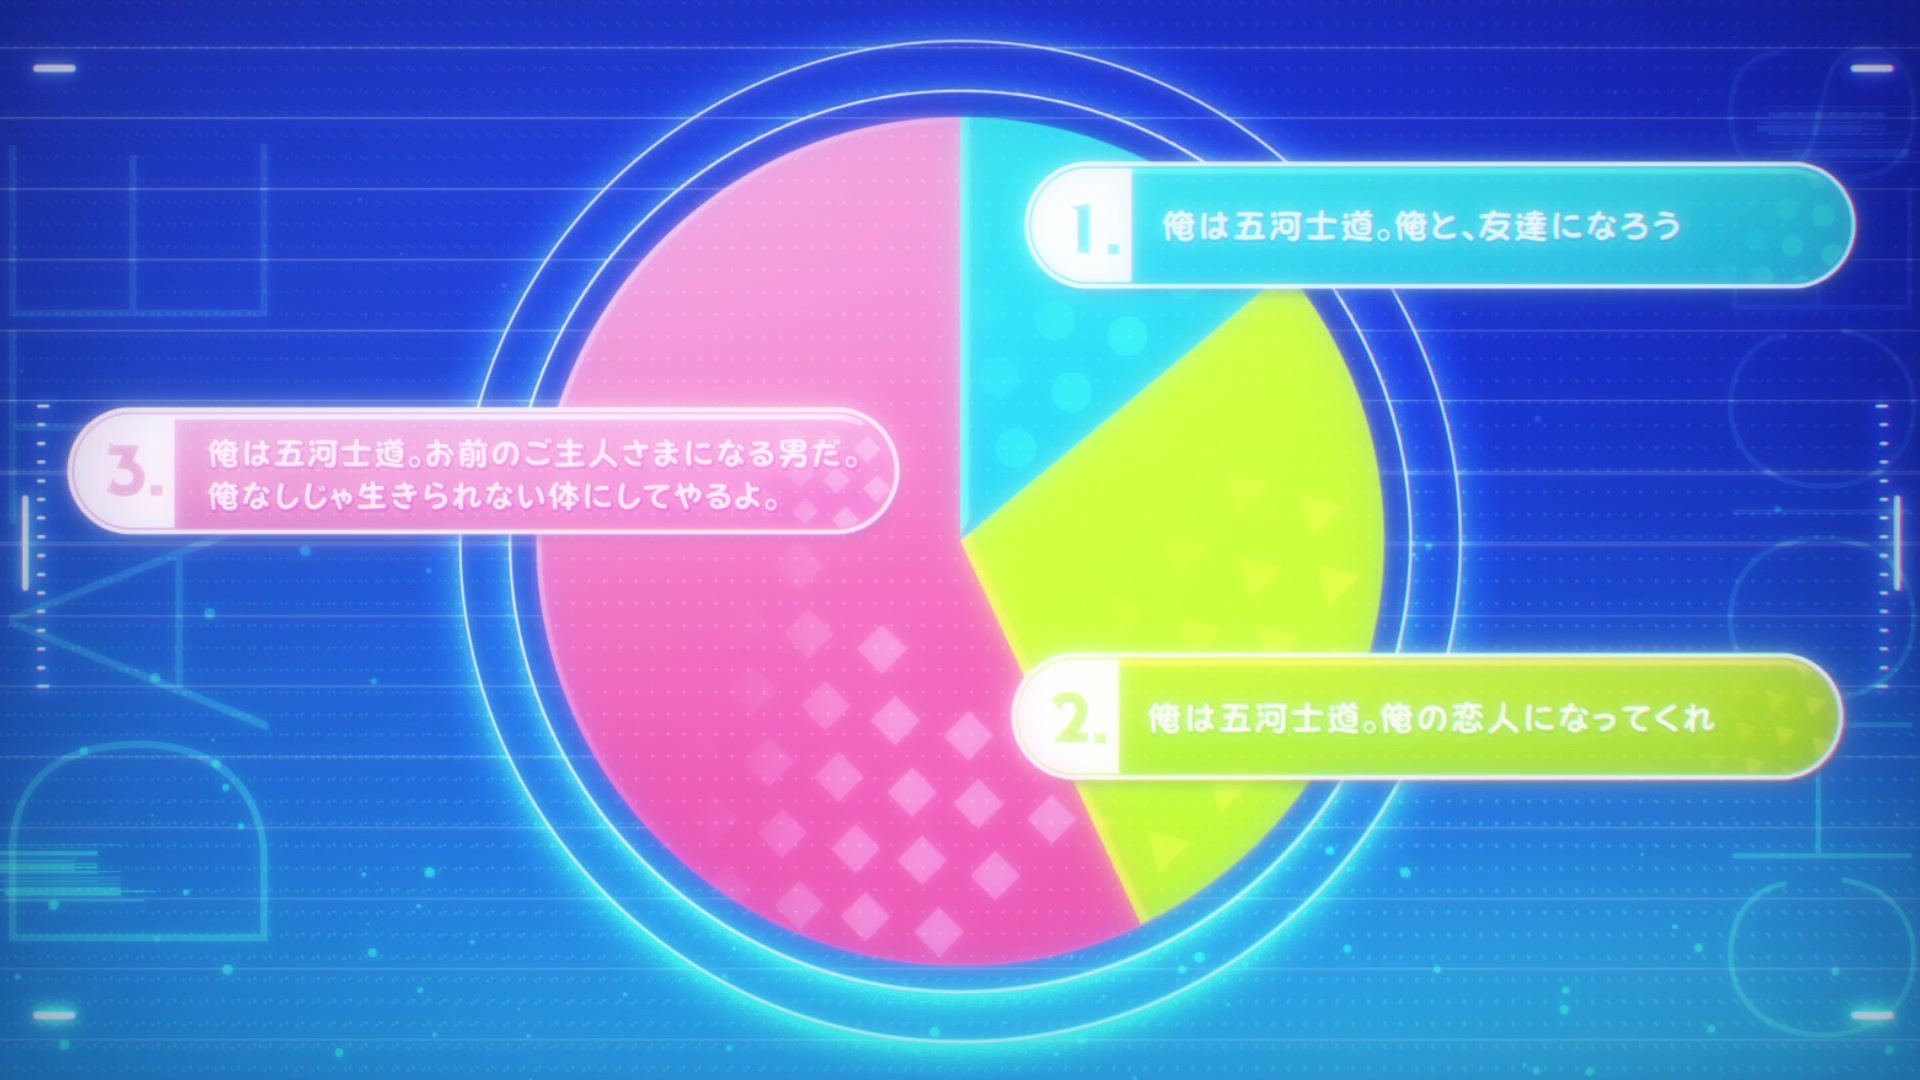 1. 俺は五河士道。俺と、友達になろう
3. 俺は五河士道。お前のご主人さまになる男だ。
俺なしじゃ生きられない体にしてやるよ。
2. 俺は五河士道。俺の恋人になってくれ